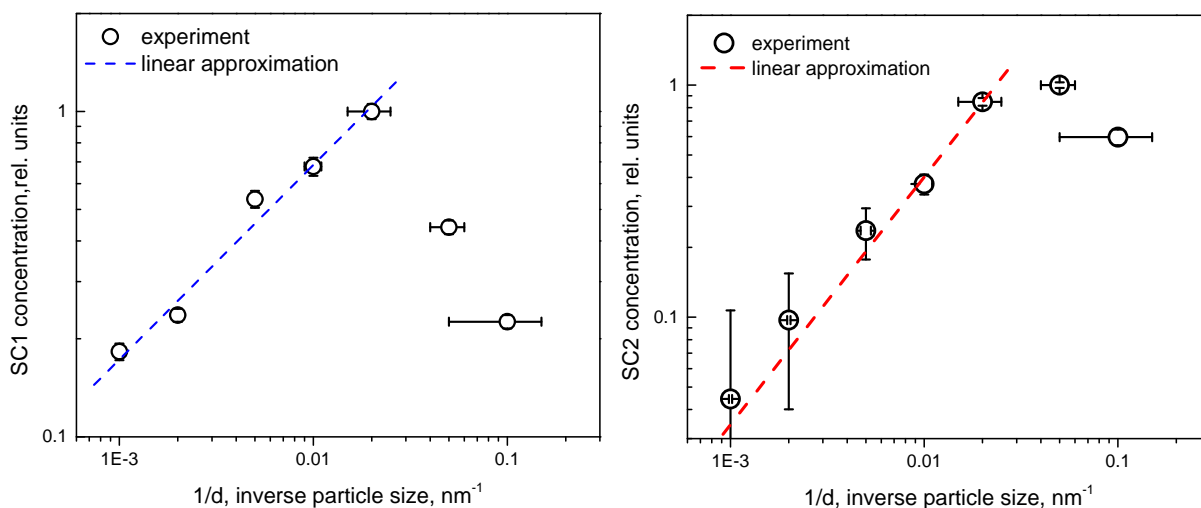 experiment
linear approximation
1
0.1
SC1 concentration,rel. units
1E-3
0.01
0.1
1/d, inverse particle size, nm⁻¹
experiment
linear approximation
1
0.1
SC2 concentration, rel. units
1E-3
0.01
0.1
1/d, inverse particle size, nm⁻¹